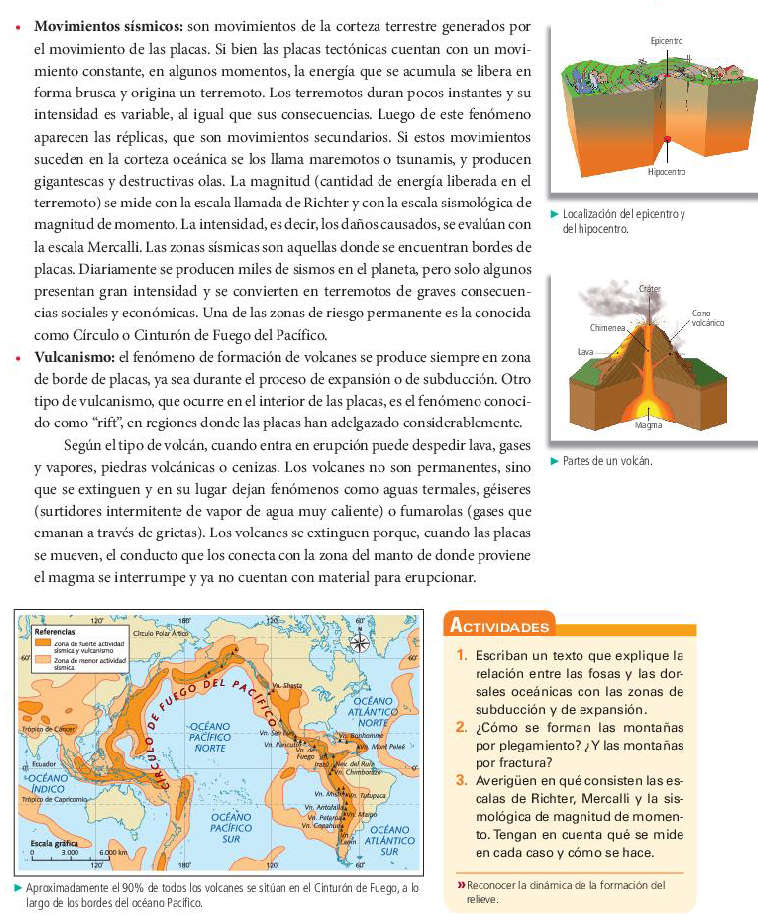 • Movimientos sísmicos: son movimientos de la corteza terrestre generados por
el movimiento de las placas. Si bien las placas tectónicas cuentan con un movi-
miento constante, en algunos momentos, la energía que se acumula se libera en
forma brusca y origina un terremoto. Los terremotos duran pocos instantes y su
intensidad es variable, al igual que sus consecuencias. Luego de este fenómeno
aparecen las réplicas, que son movimientos secundarios. Si estos movimientos
suceden en la corteza oceánica se los llama maremotos o tsunamis, y producen
gigantescas y destructivas olas. La magnitud (cantidad de energía liberada en el
terremoto) se mide con la escala llamada de Richter y con la escala sismológica de
magnitud de momento. La intensidad, es decir, los daños causados, se evalúan con
la escala Mercalli. Las zonas sísmicas son aquellas donde se encuentran bordes de
placas. Diariamente se producen miles de sismos en el planeta, pero solo algunos
presentan gran intensidad y se convierten en terremotos de graves consecuen-
cias sociales y económicas. Una de las zonas de riesgo permanente es la conocida
como Círculo o Cinturón de Fuego del Pacífico.
• Vulcanismo: el fenómeno de formación de volcanes se produce siempre en zona
de borde de placas, ya sea durante el proceso de expansión o de subducción. Otro
tipo de vulcanismo, que ocurre en el interior de las placas, es el fenómeno conoci-
do como “rift”, en regiones donde las placas han adelgazado considerablemente.
Según el tipo de volcán, cuando entra en erupción puede despedir lava, gases
y vapores, piedras volcánicas o cenizas. Los volcanes no son permanentes, sino
que se extinguen y en su lugar dejan fenómenos como aguas termales, géiseres
(surtidores intermitente de vapor de agua muy caliente) o fumarolas (gases que
emanan a través de grietas). Los volcanes se extinguen porque, cuando las placas
se mueven, el conducto que los conecta con la zona del manto de donde proviene
el magma se interrumpe y ya no cuentan con material para erupcionar.
Epicentro
Hipocentro
► Localización del epicentro y
del hipocentro.
Cráter
Cono
volcánico
Chimenea
Lava
Magma
► Partes de un volcán.
120°
180°
120°
60°
Referencias
Zona de fuerte actividad
sísmica y vulcanismo
Zona de menor actividad
sísmica
Círculo Polar Ártico
60°
60°
CÍRCULO DE FUEGO DEL PACÍFICO
Vn. Shasta
OCÉANO
ATLÁNTICO
NORTE
OCÉANO
PACÍFICO
NORTE
Trópico de Cáncer
Vn. Paricutín
Vn. Bonhomme
Vn. Mont Peleé
Vn.
Fuego
Irazú
Nev. del Ruiz
Vn. Chimborazo
Ecuador
0°
OCÉANO
ÍNDICO
Trópico de Capricornio
Vn. Misti
Vn. Tutupaca
Vn. Antofalla
Vn. Maipo
Vn. Peteroa
Vn. Copahue
Vn.
Lanín
OCÉANO
PACÍFICO
SUR
OCÉANO
ATLÁNTICO
SUR
Escala gráfica
0 3.000 6.000 km
120°
180°
120°
60°
► Aproximadamente el 90% de todos los volcanes se sitúan en el Cinturón de Fuego, a lo
largo de los bordes del océano Pacífico.
ACTIVIDADES
1. Escriban un texto que explique la
relación entre las fosas y las dor-
sales oceánicas con las zonas de
subducción y de expansión.
2. ¿Cómo se forman las montañas
por plegamiento? ¿Y las montañas
por fractura?
3. Averigüen en qué consisten las es-
calas de Richter, Mercalli y la sis-
mológica de magnitud de momen-
to. Tengan en cuenta qué se mide
en cada caso y cómo se hace.
» Reconocer la dinámica de la formación del
relieve.